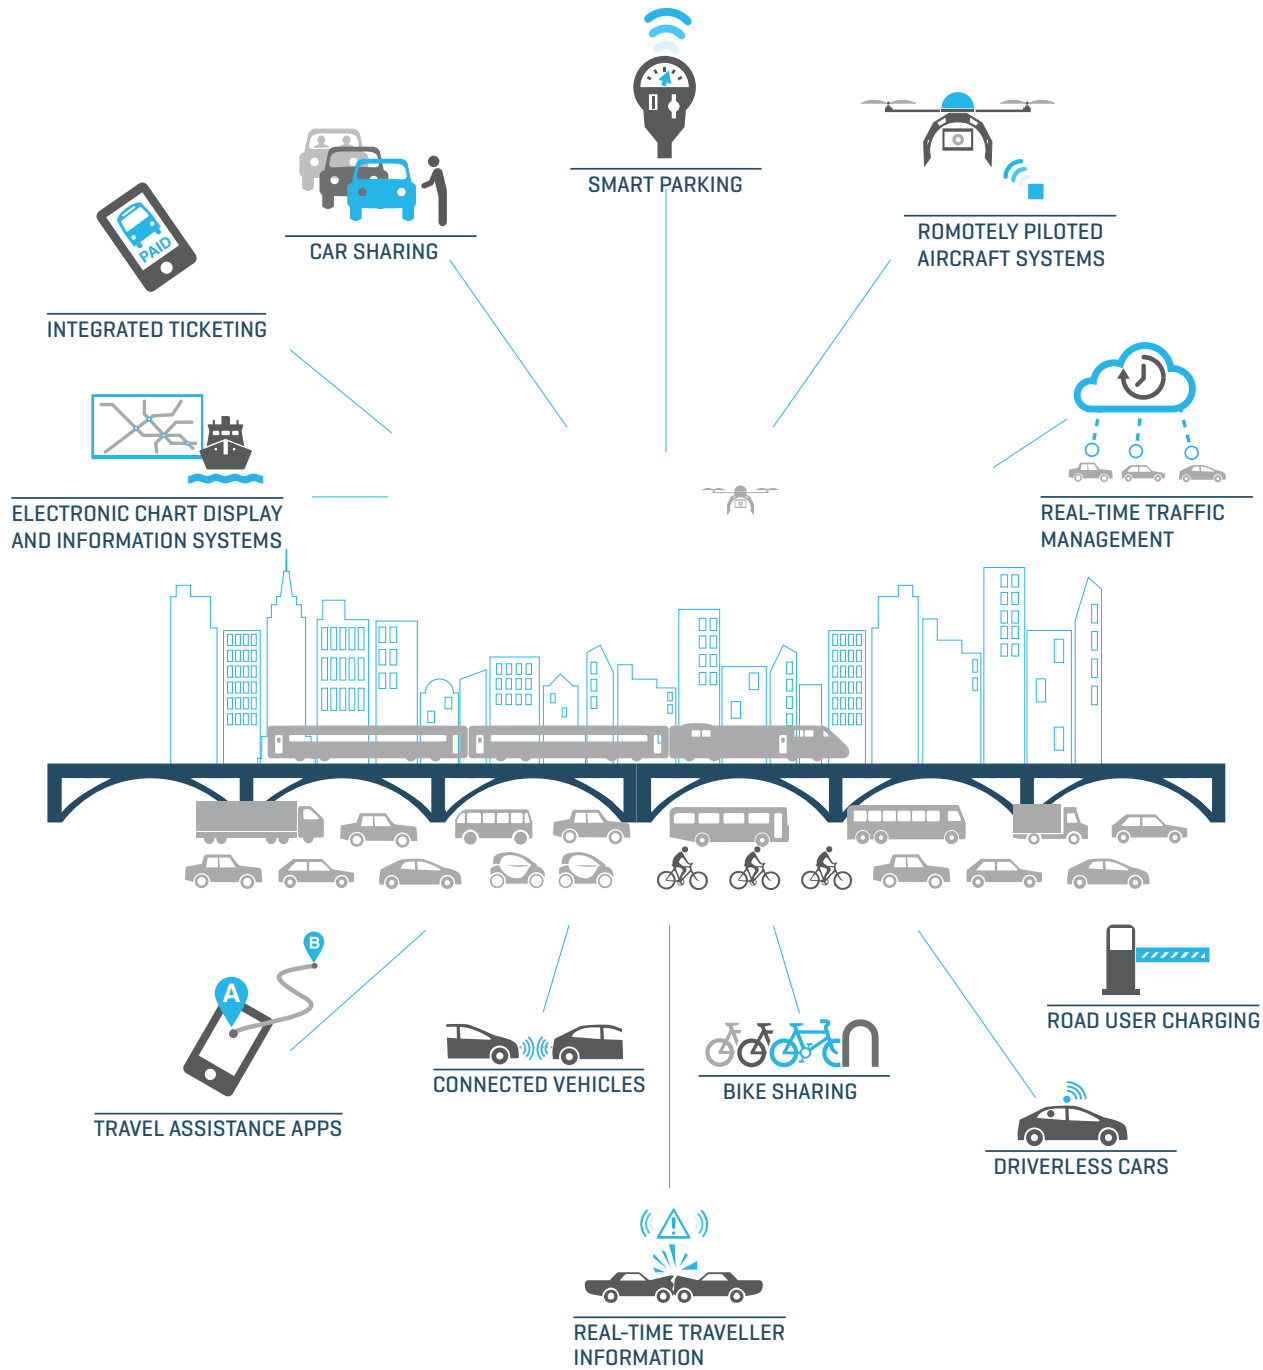 SMART PARKING
ROMOTELY PILOTED
AIRCRAFT SYSTEMS
CAR SHARING
PAID
INTEGRATED TICKETING
ELECTRONIC CHART DISPLAY
AND INFORMATION SYSTEMS
REAL-TIME TRAFFIC
MANAGEMENT
B
A
TRAVEL ASSISTANCE APPS
CONNECTED VEHICLES
BIKE SHARING
ROAD USER CHARGING
DRIVERLESS CARS
!
REAL-TIME TRAVELLER
INFORMATION